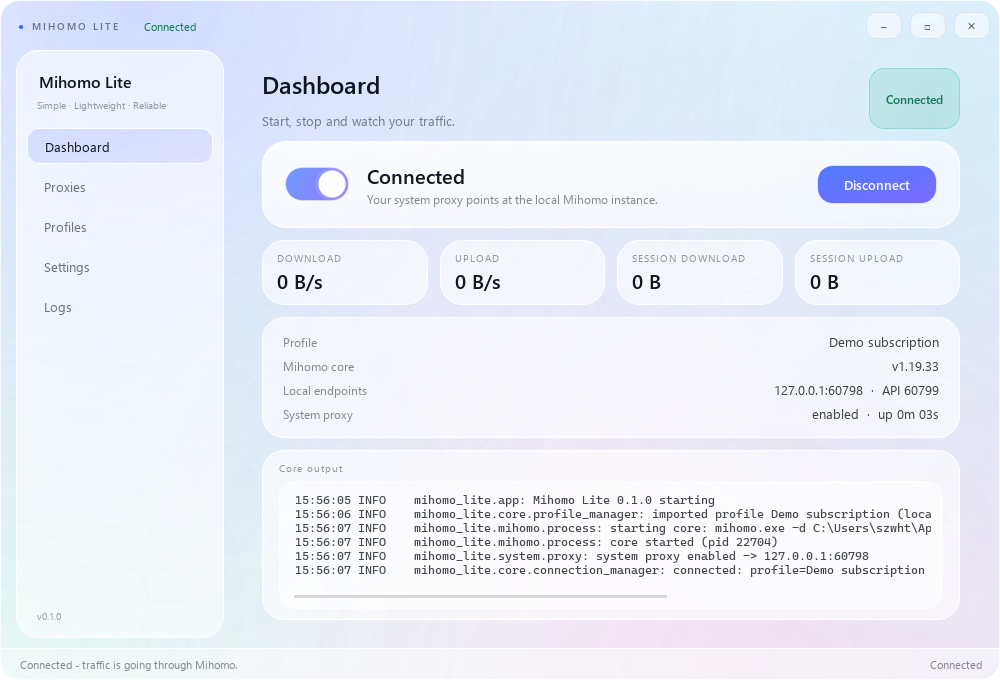 MIHOMO LITE
Connected
Mihomo Lite
Simple · Lightweight · Reliable
Dashboard
Proxies
Profiles
Settings
Logs
v0.1.0
Dashboard
Start, stop and watch your traffic.
Connected
Connected
Your system proxy points at the local Mihomo instance.
Disconnect
DOWNLOAD
0 B/s
UPLOAD
0 B/s
SESSION DOWNLOAD
0 B
SESSION UPLOAD
0 B
Profile Demo subscription
Mihomo core v1.19.33
Local endpoints 127.0.0.1:60798 · API 60799
System proxy enabled · up 0m 03s
Core output
15:56:05 INFO mihomo_lite.app: Mihomo Lite 0.1.0 starting
15:56:06 INFO mihomo_lite.core.profile_manager: imported profile Demo subscription (loca
15:56:07 INFO mihomo_lite.mihomo.process: starting core: mihomo.exe -d C:\Users\szwht\Ap
15:56:07 INFO mihomo_lite.mihomo.process: core started (pid 22704)
15:56:07 INFO mihomo_lite.system.proxy: system proxy enabled -> 127.0.0.1:60798
15:56:07 INFO mihomo_lite.core.connection_manager: connected: profile=Demo subscription
Connected - traffic is going through Mihomo.
Connected